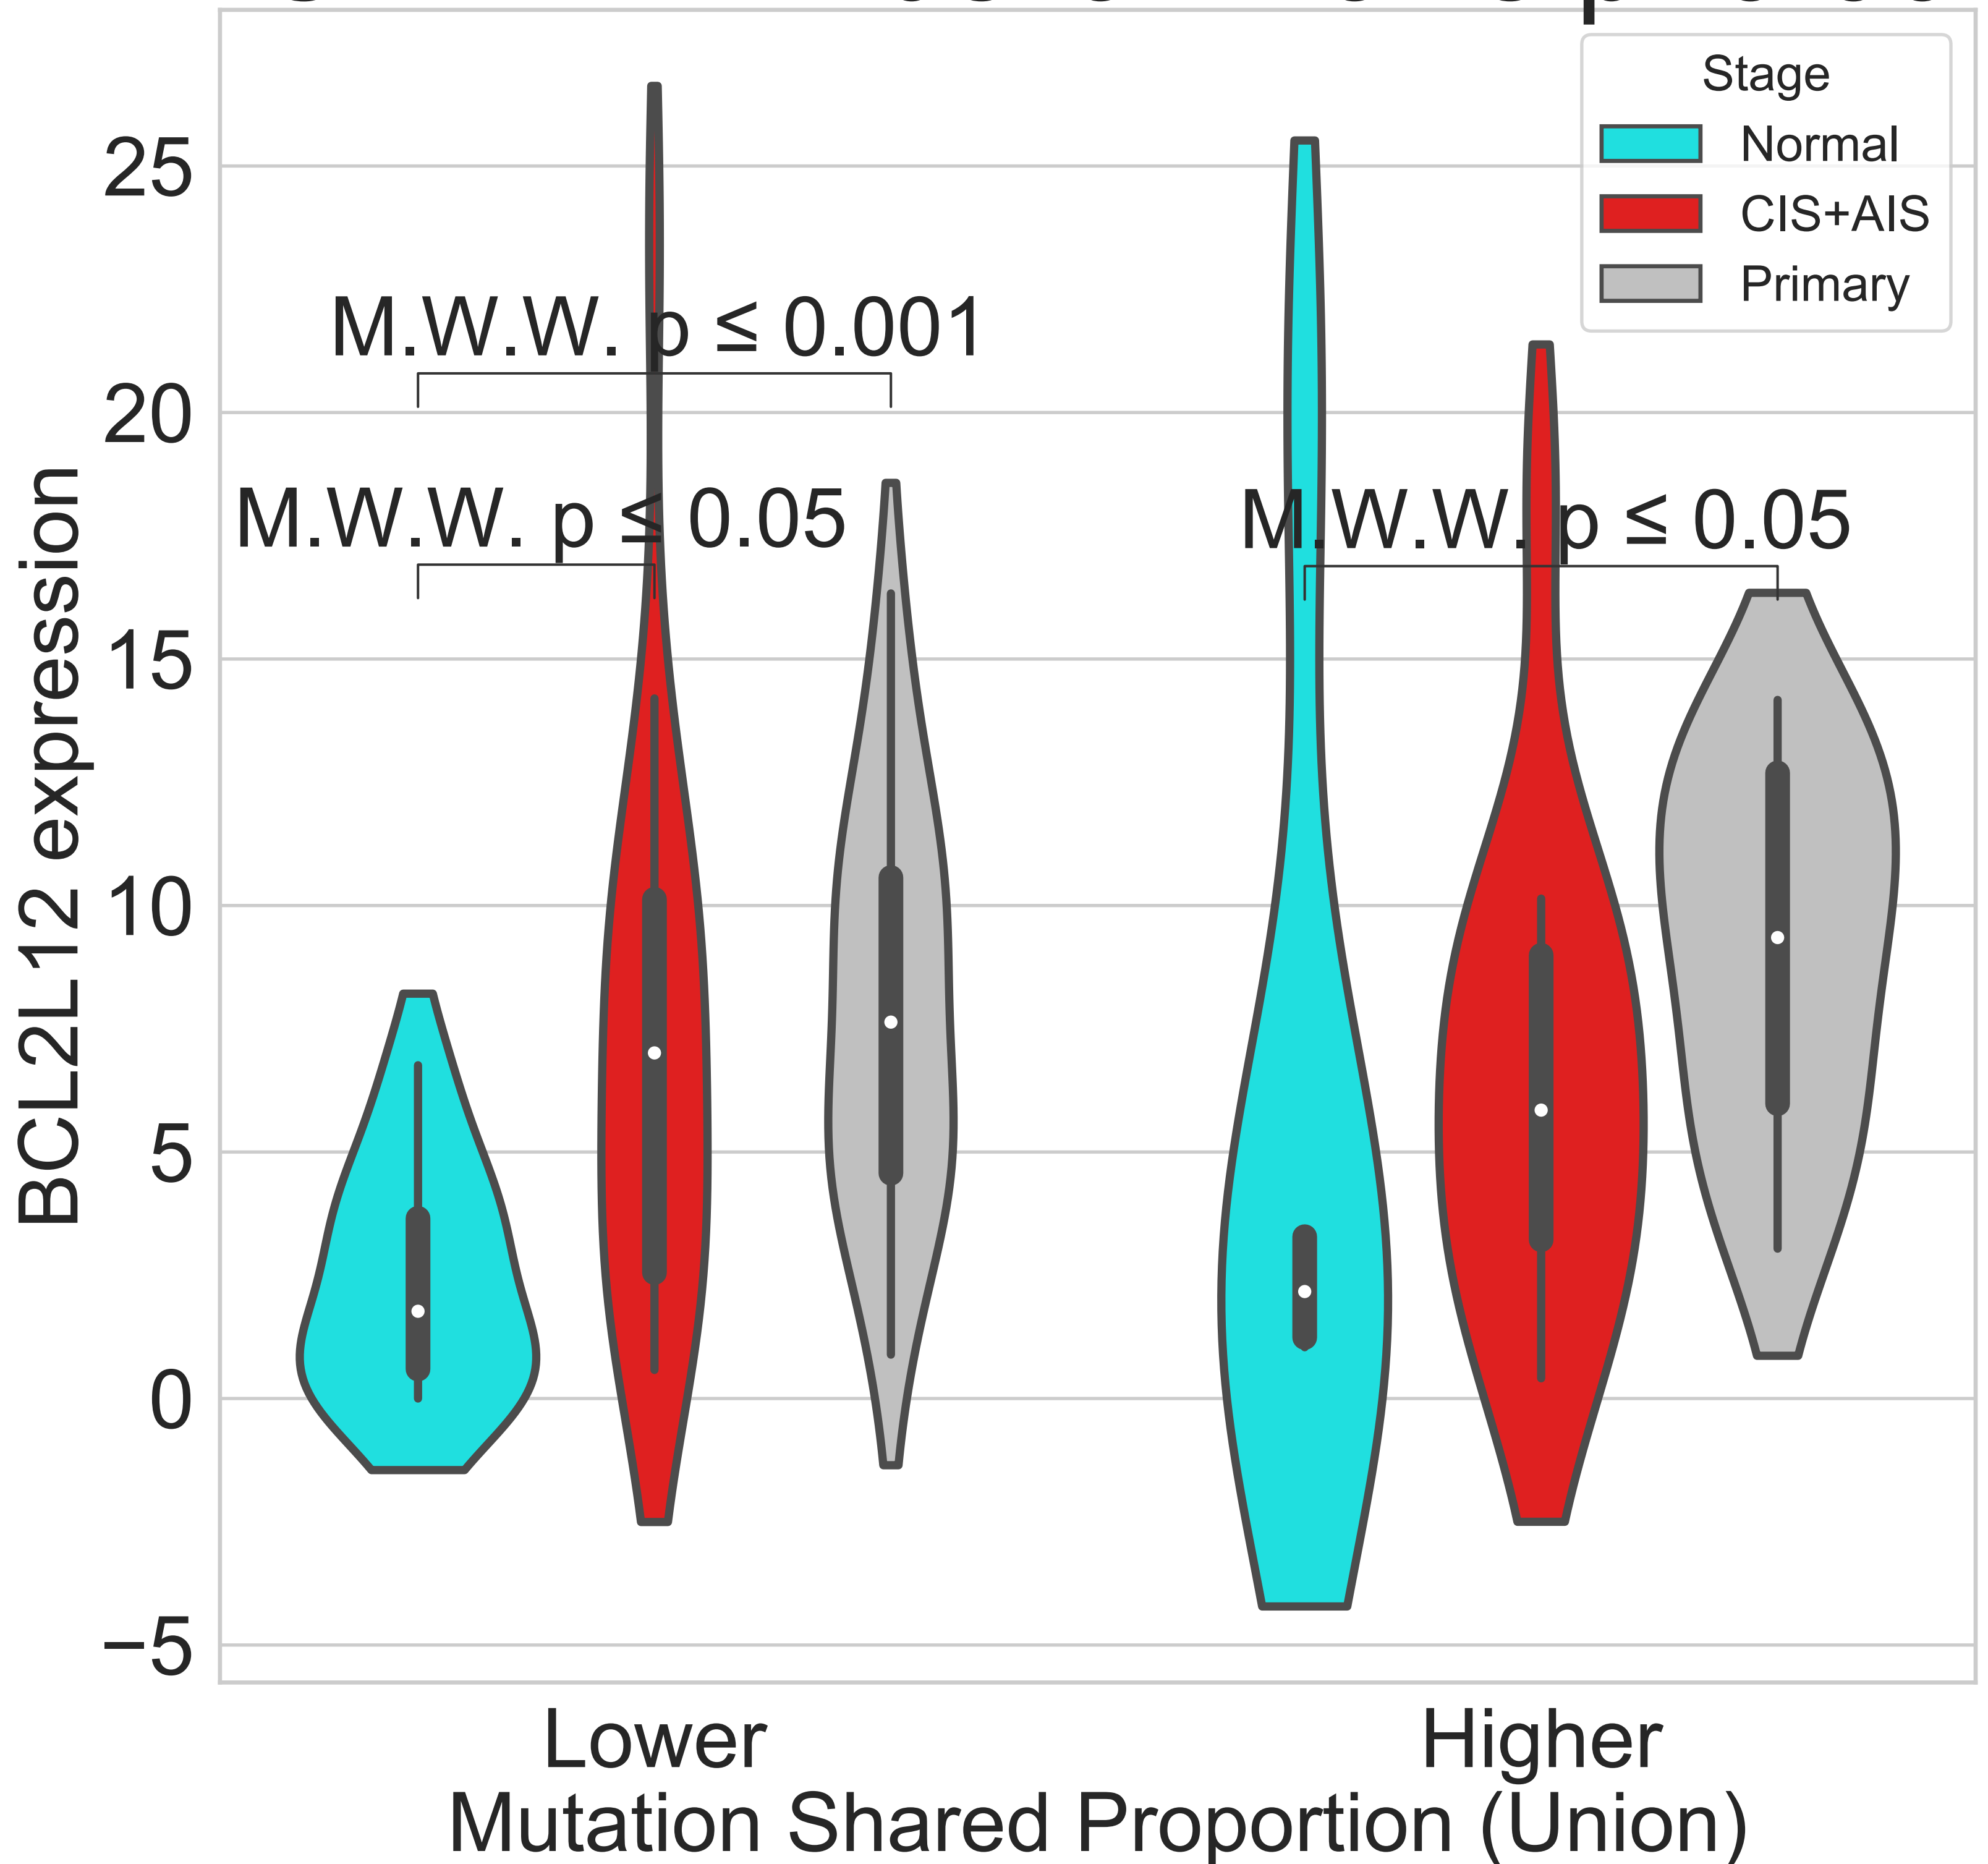 Stage
Normal
CIS+AIS
Primary
M.W.W. p ≤ 0.001
M.W.W. p ≤ 0.05
M.W.W. p ≤ 0.05
BCL2L12 expression
25
20
15
10
5
0
−5
Lower
Higher
Mutation Shared Proportion (Union)